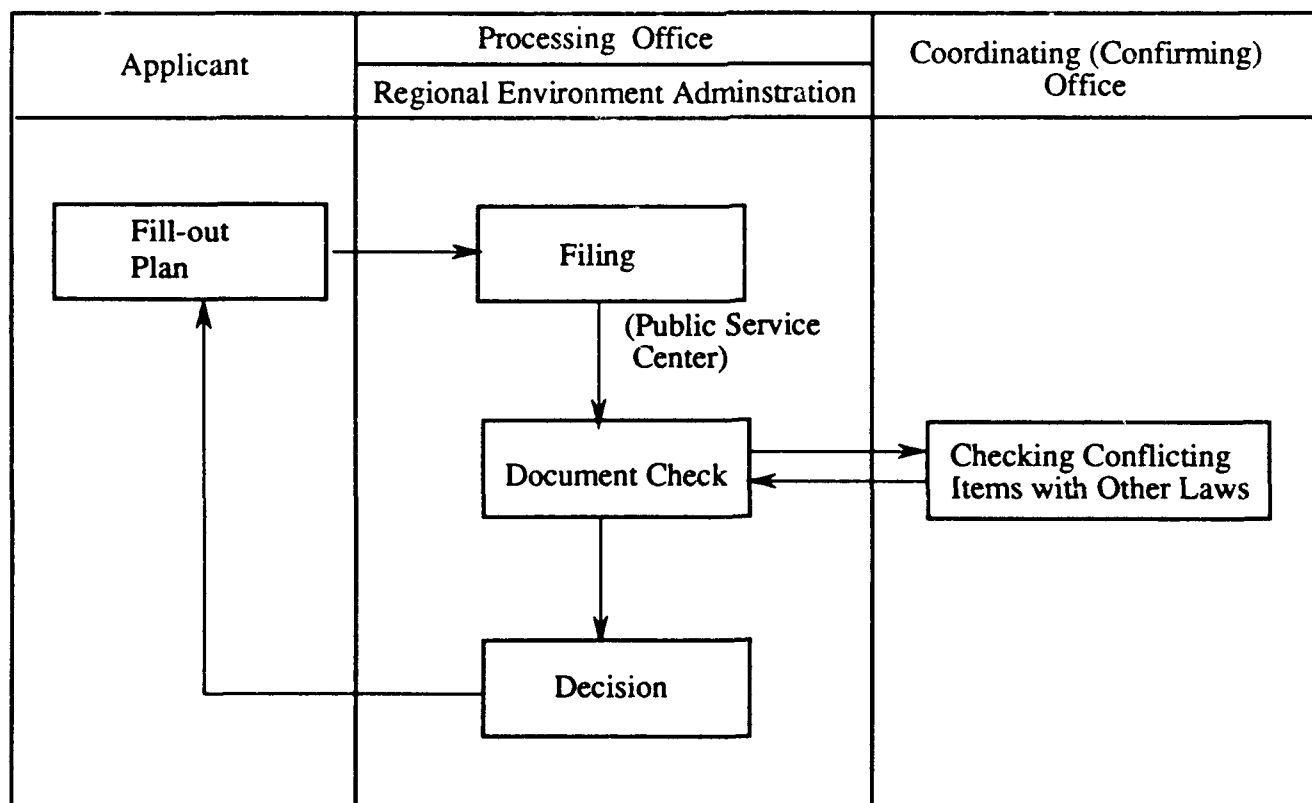 Applicant
Processing Office
Regional Environment Adminstration
Coordinating (Confirming)
Office
Fill-out
Plan
Filing
(Public Service
Center)
Document Check
Checking Conflicting
Items with Other Laws
Decision